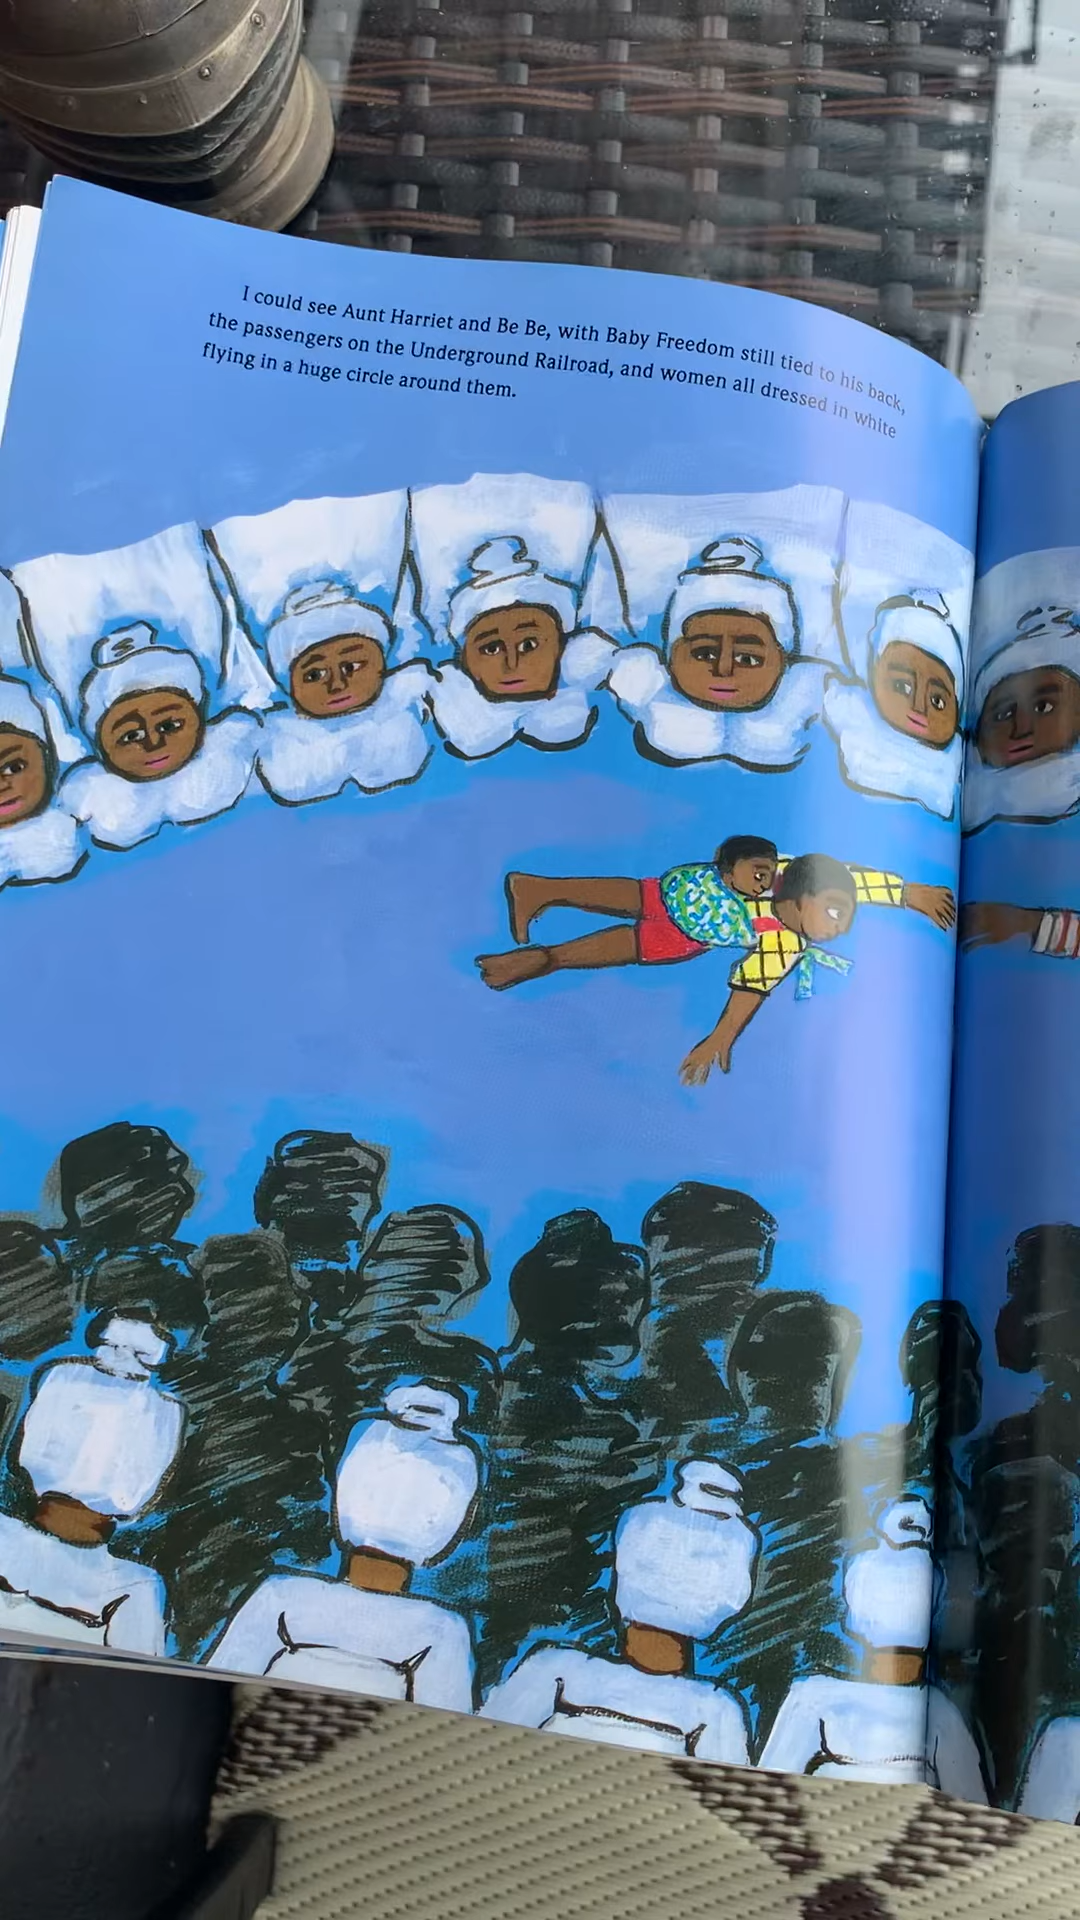 I could see Aunt Harriet and Be Be, with Baby Freedom still tied to his back,
the passengers on the Underground Railroad, and women all dressed in white
flying in a huge circle around them.